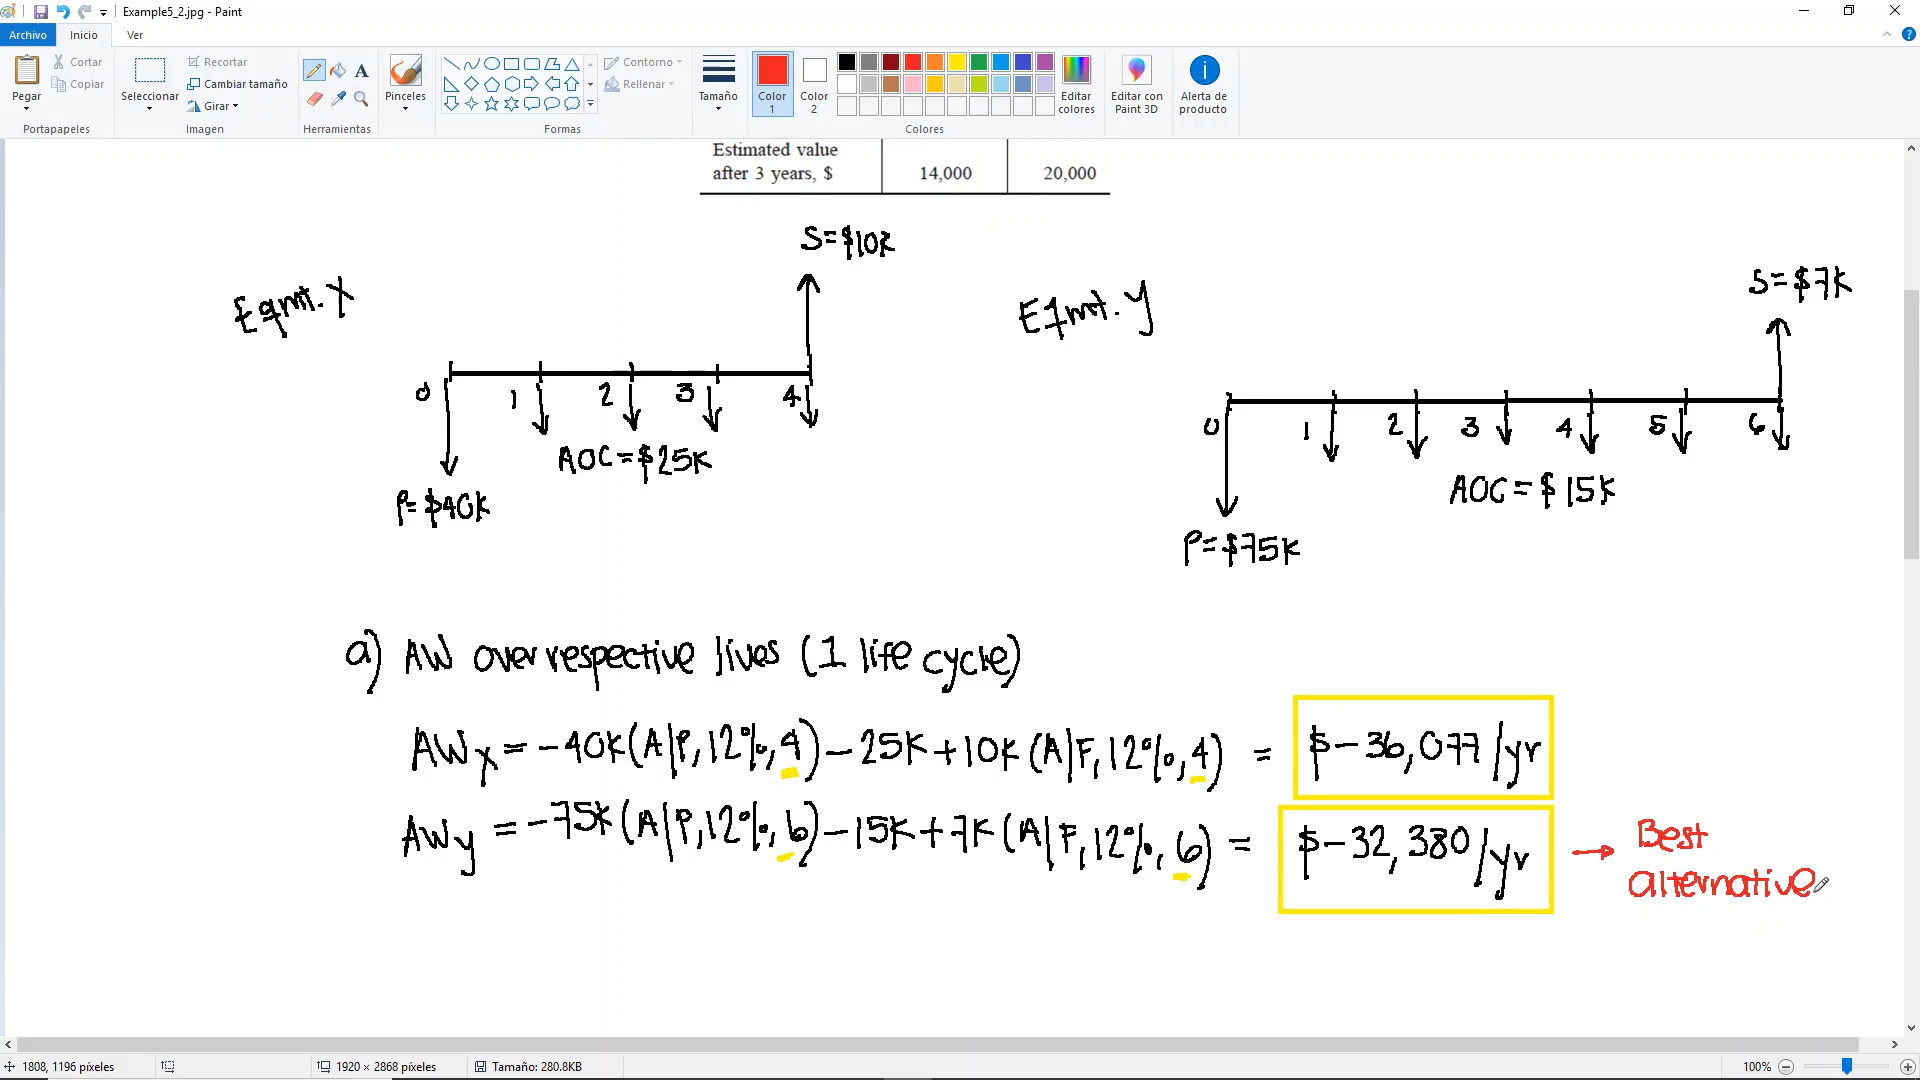 Example5_2.jpg - Paint
Archivo Inicio Ver
Pegar
Cortar
Copiar
Portapapeles
Seleccionar
Recortar
Cambiar tamaño
Girar
Imagen
A
Herramientas
Pinceles
Contorno
Rellenar
Formas
Tamaño
Color 1
Color 2
Editar colores
Colores
Editar con Paint 3D
Alerta de producto
Estimated value
after 3 years, $ 14,000 20,000
S=$10K
Eqmt. X
0 1 2 3 4
AOC=$25K
P=$40K
S=$7K
Eqmt. Y
0 1 2 3 4 5 6
AOC=$15K
P=$75K
a) AW over respective lives (1 life cycle)
AWx = -40K(A|P,12%,4) - 25K + 10K (A|F,12%,4) = $-36,077/yr
AWy = -75K(A|P,12%,6) - 15K + 7K (A|F,12%,6) = $-32,380/yr → Best
alternative
1808, 1196 píxeles 1920 × 2868 píxeles Tamaño: 280.8KB 100%